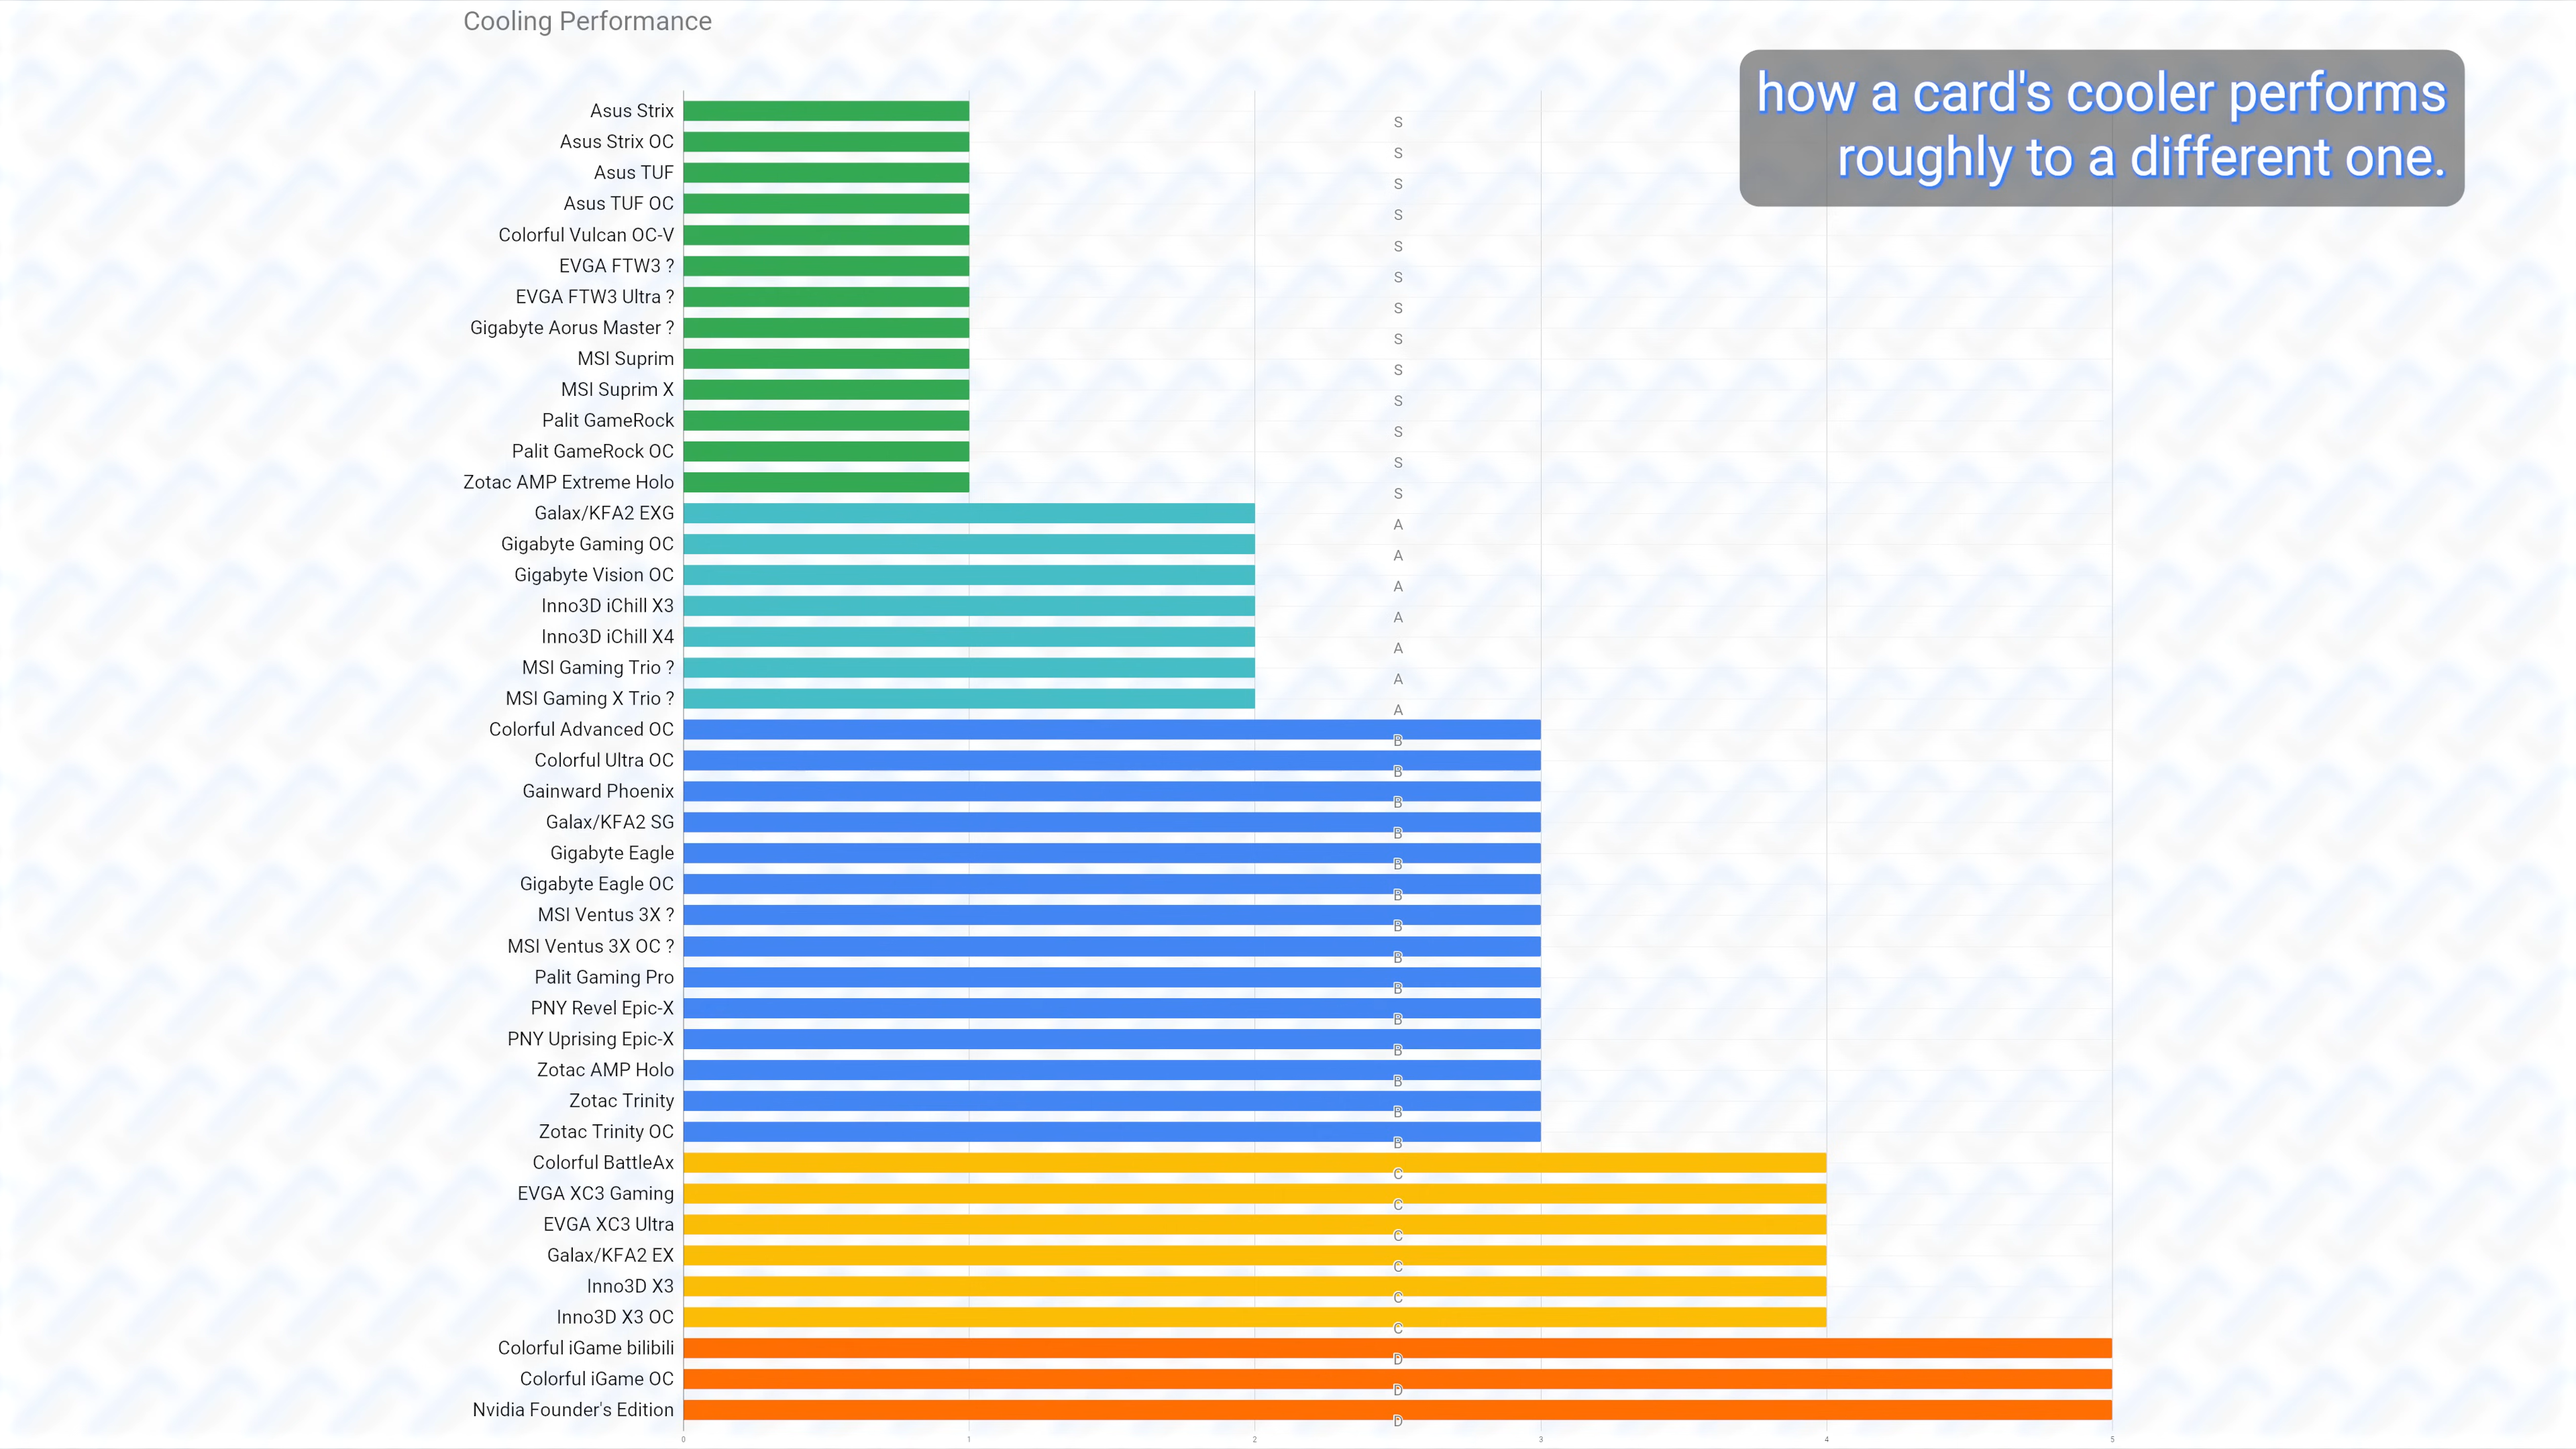 Cooling Performance
how a card's cooler performs
roughly to a different one.
Asus Strix
S
Asus Strix OC
S
Asus TUF
S
Asus TUF OC
S
Colorful Vulcan OC-V
S
EVGA FTW3 ?
S
EVGA FTW3 Ultra ?
S
Gigabyte Aorus Master ?
S
MSI Suprim
S
MSI Suprim X
S
Palit GameRock
S
Palit GameRock OC
S
Zotac AMP Extreme Holo
S
Galax/KFA2 EXG
A
Gigabyte Gaming OC
A
Gigabyte Vision OC
A
Inno3D iChill X3
A
Inno3D iChill X4
A
MSI Gaming Trio ?
A
MSI Gaming X Trio ?
A
Colorful Advanced OC
B
Colorful Ultra OC
B
Gainward Phoenix
B
Galax/KFA2 SG
B
Gigabyte Eagle
B
Gigabyte Eagle OC
B
MSI Ventus 3X ?
B
MSI Ventus 3X OC ?
B
Palit Gaming Pro
B
PNY Revel Epic-X
B
PNY Uprising Epic-X
B
Zotac AMP Holo
B
Zotac Trinity
B
Zotac Trinity OC
B
Colorful BattleAx
C
EVGA XC3 Gaming
C
EVGA XC3 Ultra
C
Galax/KFA2 EX
C
Inno3D X3
C
Inno3D X3 OC
C
Colorful iGame bilibili
D
Colorful iGame OC
D
Nvidia Founder's Edition
D
0 1 2 3 4 5